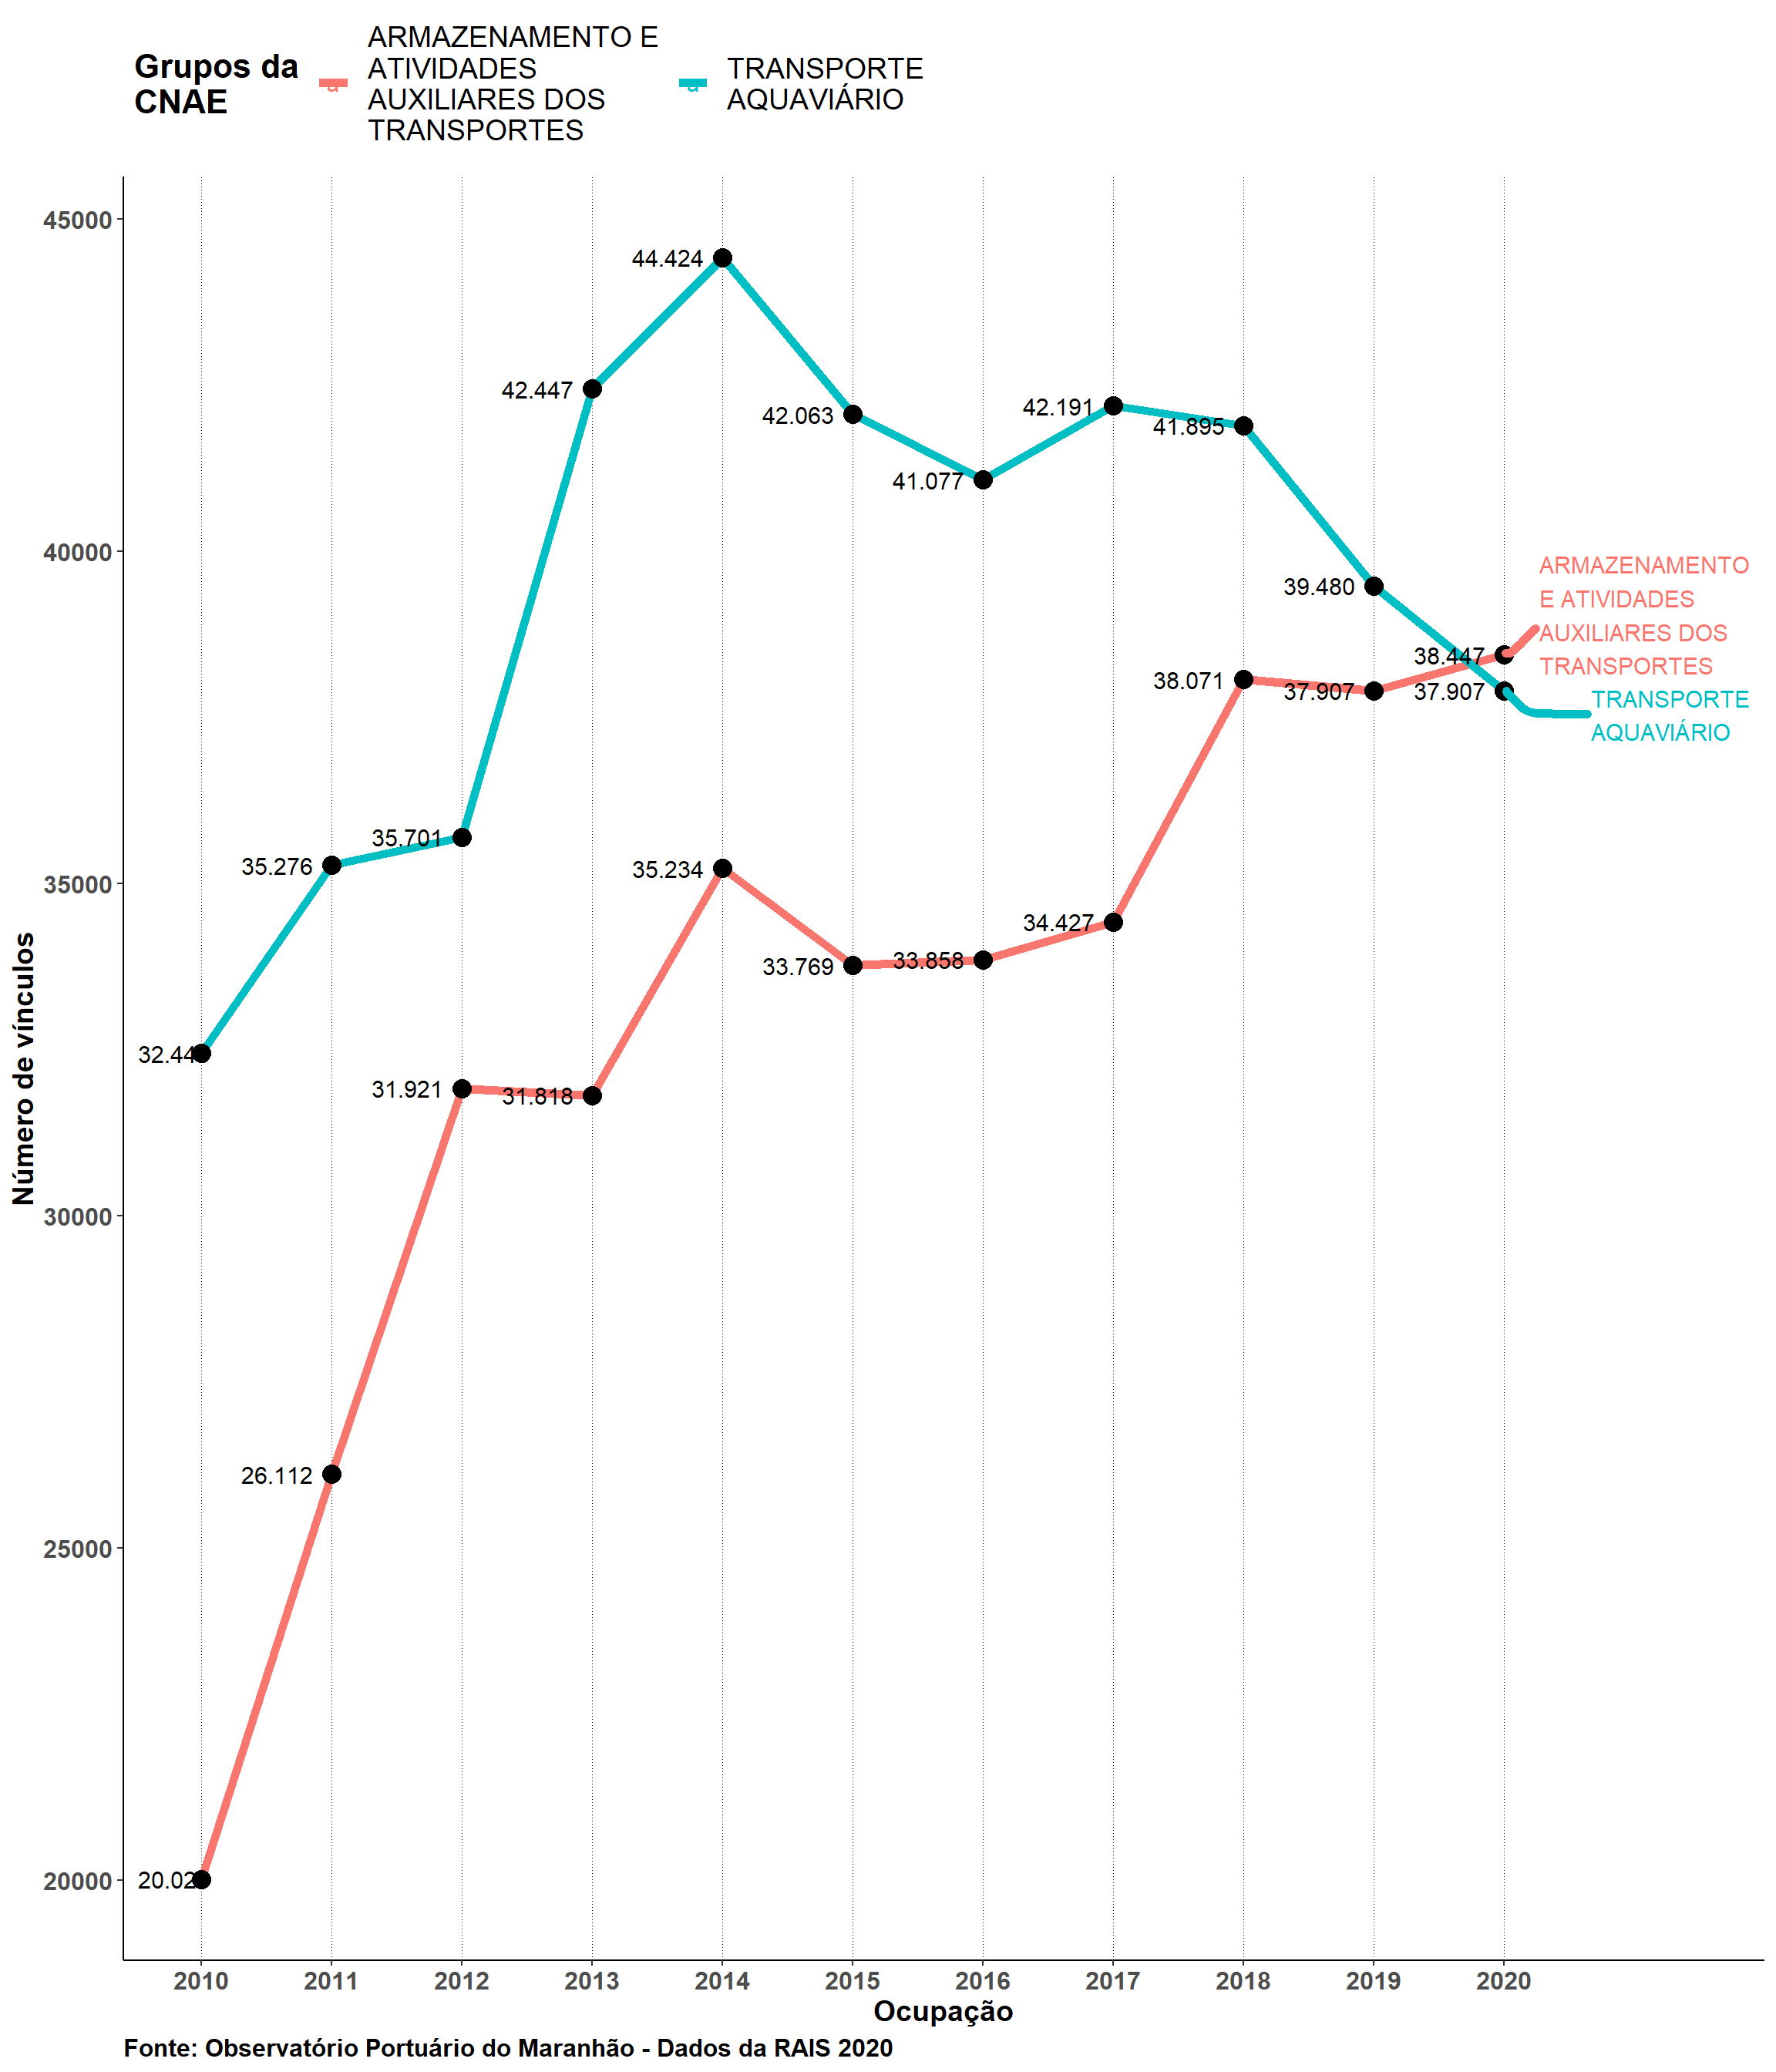 Grupos da
CNAE
ARMAZENAMENTO E
ATIVIDADES
AUXILIARES DOS
TRANSPORTES
TRANSPORTE
AQUAVIÁRIO
45000
40000
35000
30000
25000
20000
Número de vínculos
44.424
42.447
42.063
41.077
42.191
41.895
39.480
38.447
37.907
37.907
38.071
35.276
35.701
35.234
33.769
33.858
34.427
32.44
31.921
31.818
26.112
20.02
ARMAZENAMENTO
E ATIVIDADES
AUXILIARES DOS
TRANSPORTES
TRANSPORTE
AQUAVIÁRIO
2010 2011 2012 2013 2014 2015 2016 2017 2018 2019 2020
Ocupação
Fonte: Observatório Portuário do Maranhão - Dados da RAIS 2020